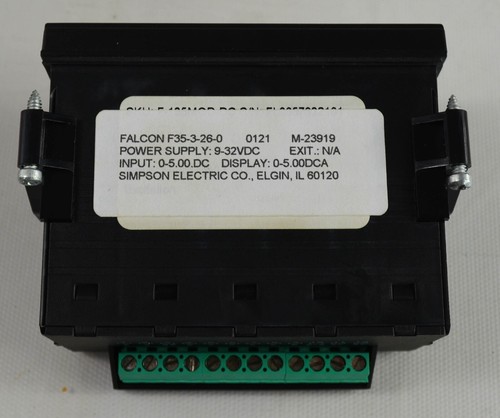 FALCON F35-3-26-0 0121 M-23919
POWER SUPPLY: 9-32VDC EXIT.: N/A
INPUT: 0-5.00.DC DISPLAY: 0-5.00DCA
SIMPSON ELECTRIC CO., ELGIN, IL 60120